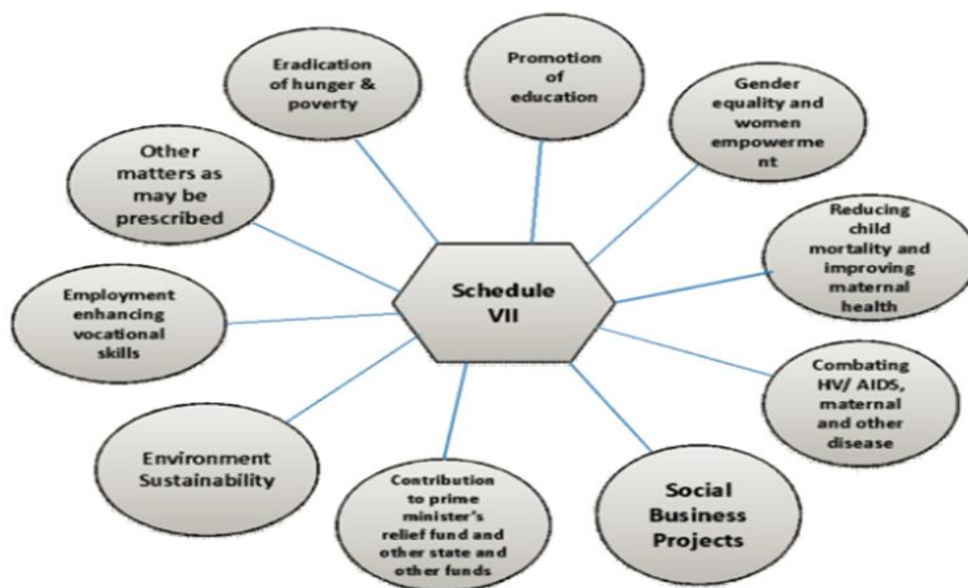 Eradication
of hunger &
poverty
Promotion
of
education
Gender
equality and
women
empowerme
nt
Other
matters as
may be
prescribed
Reducing
child
mortality and
improving
maternal
health
Schedule
VII
Employment
enhancing
vocational
skills
Combating
HV/ AIDS,
maternal
and other
disease
Environment
Sustainability
Contribution
to prime
minister's
relief fund and
other state and
other funds
Social
Business
Projects